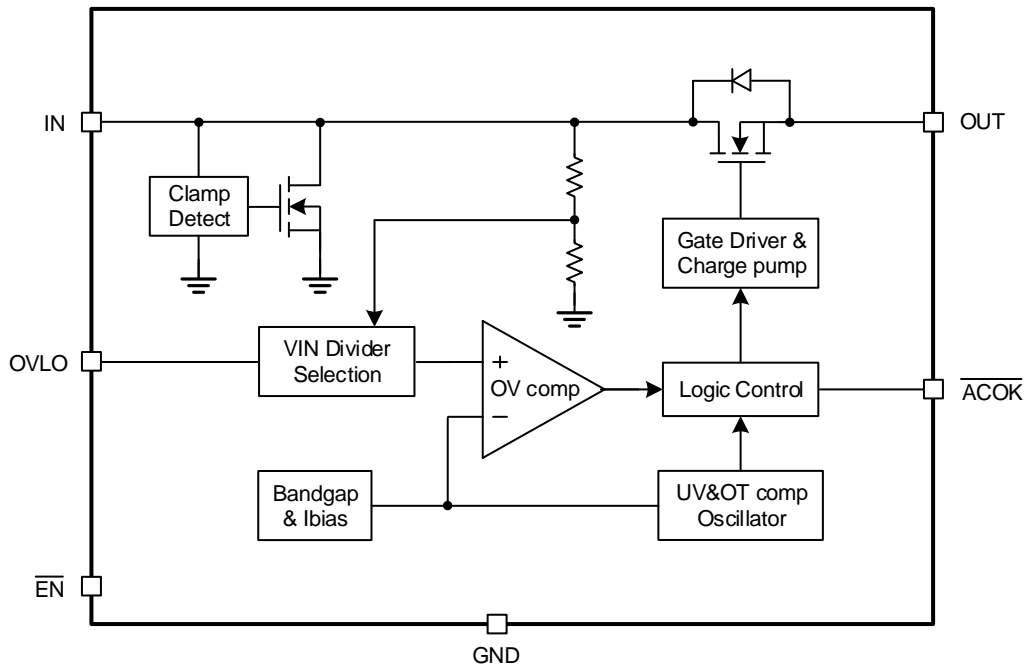 IN
OUT
Clamp
Detect
Gate Driver &
Charge pump
OVLO
VIN Divider
Selection
+
OV comp
−
Logic Control
ACOK
Bandgap
& Ibias
UV&OT comp
Oscillator
EN
GND